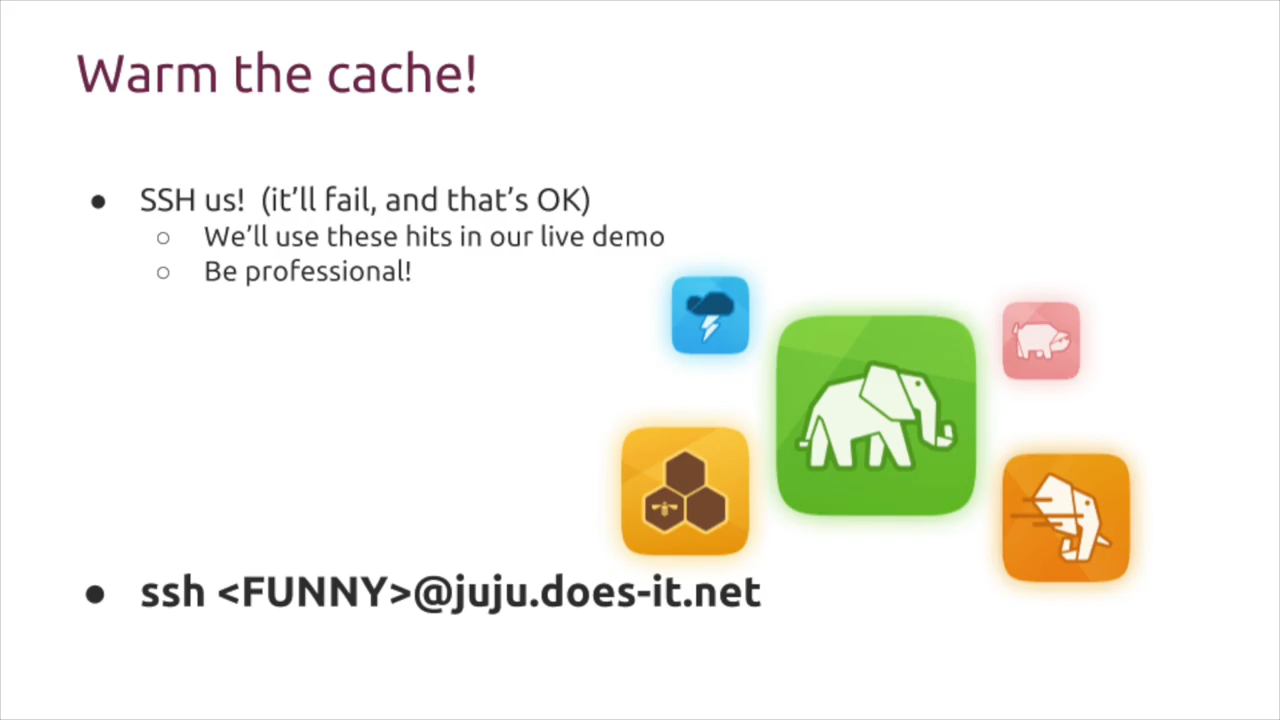 Warm the cache!
● SSH us!  (it’ll fail, and that’s OK)
○ We’ll use these hits in our live demo
○ Be professional!
● ssh <FUNNY>@juju.does-it.net